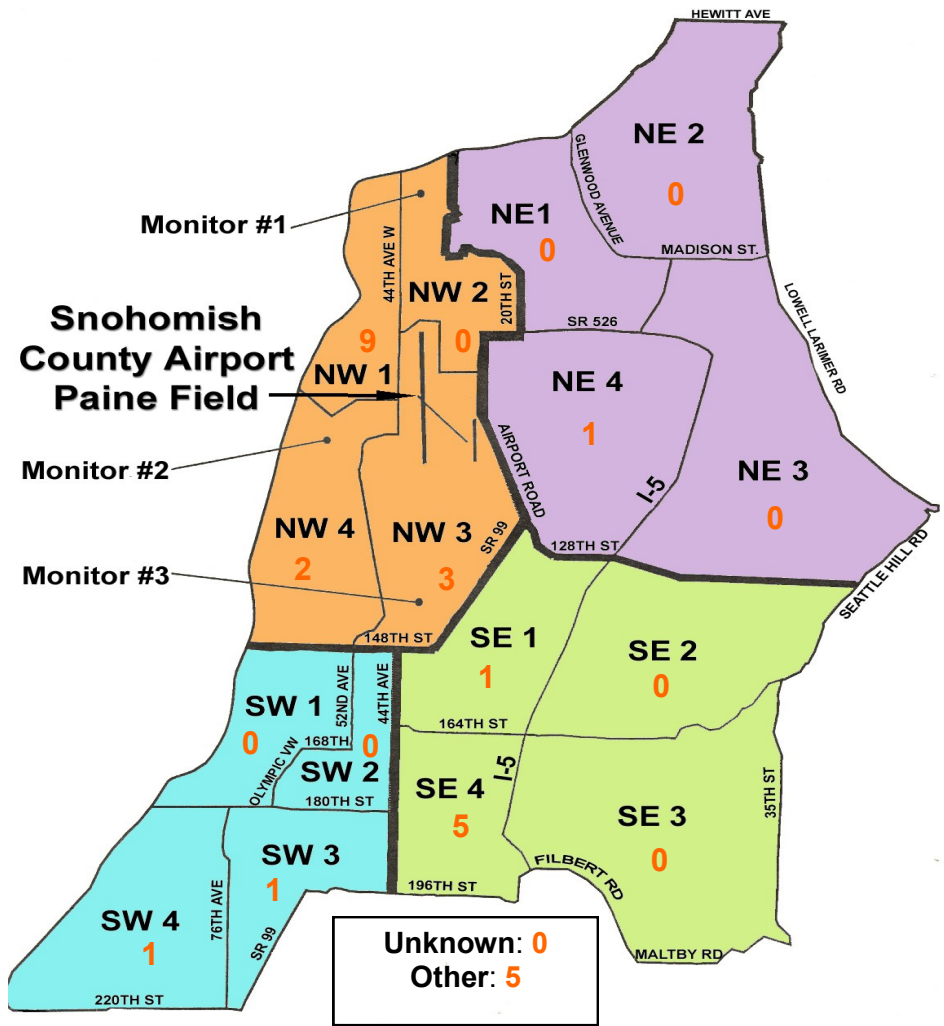 HEWITT AVE
NE 2
0
GLENWOOD AVENUE
MADISON ST.
Monitor #1
NE1
0
44TH AVE W
NW 2
0
20TH ST
LOWELL LARIMER RD
Snohomish
County Airport
Paine Field
9
NW 1
SR 526
NE 4
1
AIRPORT ROAD
I-5
NE 3
0
Monitor #2
NW 4
2
NW 3
3
SR 99
128TH ST
SEATTLE HILL RD
Monitor #3
148TH ST
SE 1
1
SE 2
0
SW 1
0
52ND AVE
44TH AVE
OLYMPIC VW
168TH
0
SW 2
180TH ST
164TH ST
I-5
SE 4
5
SE 3
0
35TH ST
SW 3
1
76TH AVE
SR 99
SW 4
1
220TH ST
196TH ST
FILBERT RD
MALTBY RD
Unknown: 0
Other: 5